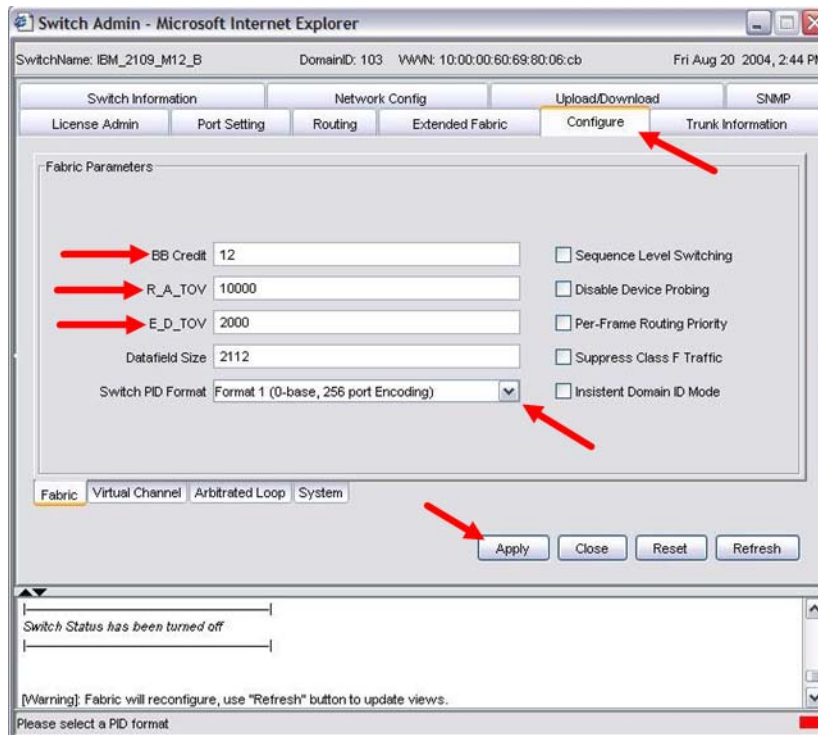 Switch Admin - Microsoft Internet Explorer
SwitchName: IBM_2109_M12_B DomainID: 103 WWN: 10:00:00:60:69:80:06:cb Fri Aug 20 2004, 2:44 PM
Switch Information Network Config Upload/Download SNMP
License Admin Port Setting Routing Extended Fabric Configure Trunk Information
Fabric Parameters
BB Credit 12 Sequence Level Switching
R_A_TOV 10000 Disable Device Probing
E_D_TOV 2000 Per-Frame Routing Priority
Datafield Size 2112 Suppress Class F Traffic
Switch PID Format Format 1 (0-base, 256 port Encoding) Insistent Domain ID Mode
Fabric Virtual Channel Arbitrated Loop System
Apply Close Reset Refresh
Switch Status has been turned off
[Warning]: Fabric will reconfigure, use "Refresh" button to update views.
Please select a PID format